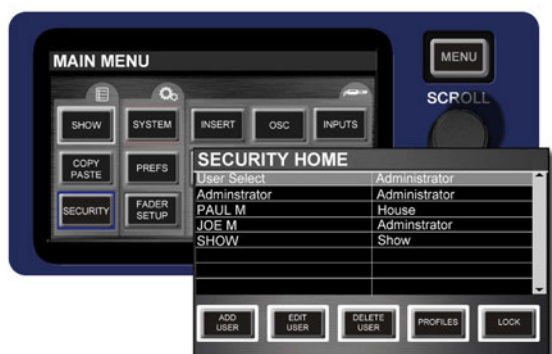 MAIN MENU
MENU
SCROLL
SHOW
SYSTEM
INSERT
OSC
INPUTS
COPY
PASTE
PREFS
SECURITY
FADER
SETUP
SECURITY HOME
User Select Administrator
Adminstrator Administrator
PAUL M House
JOE M Adminstrator
SHOW Show
ADD
USER
EDIT
USER
DELETE
USER
PROFILES
LOCK